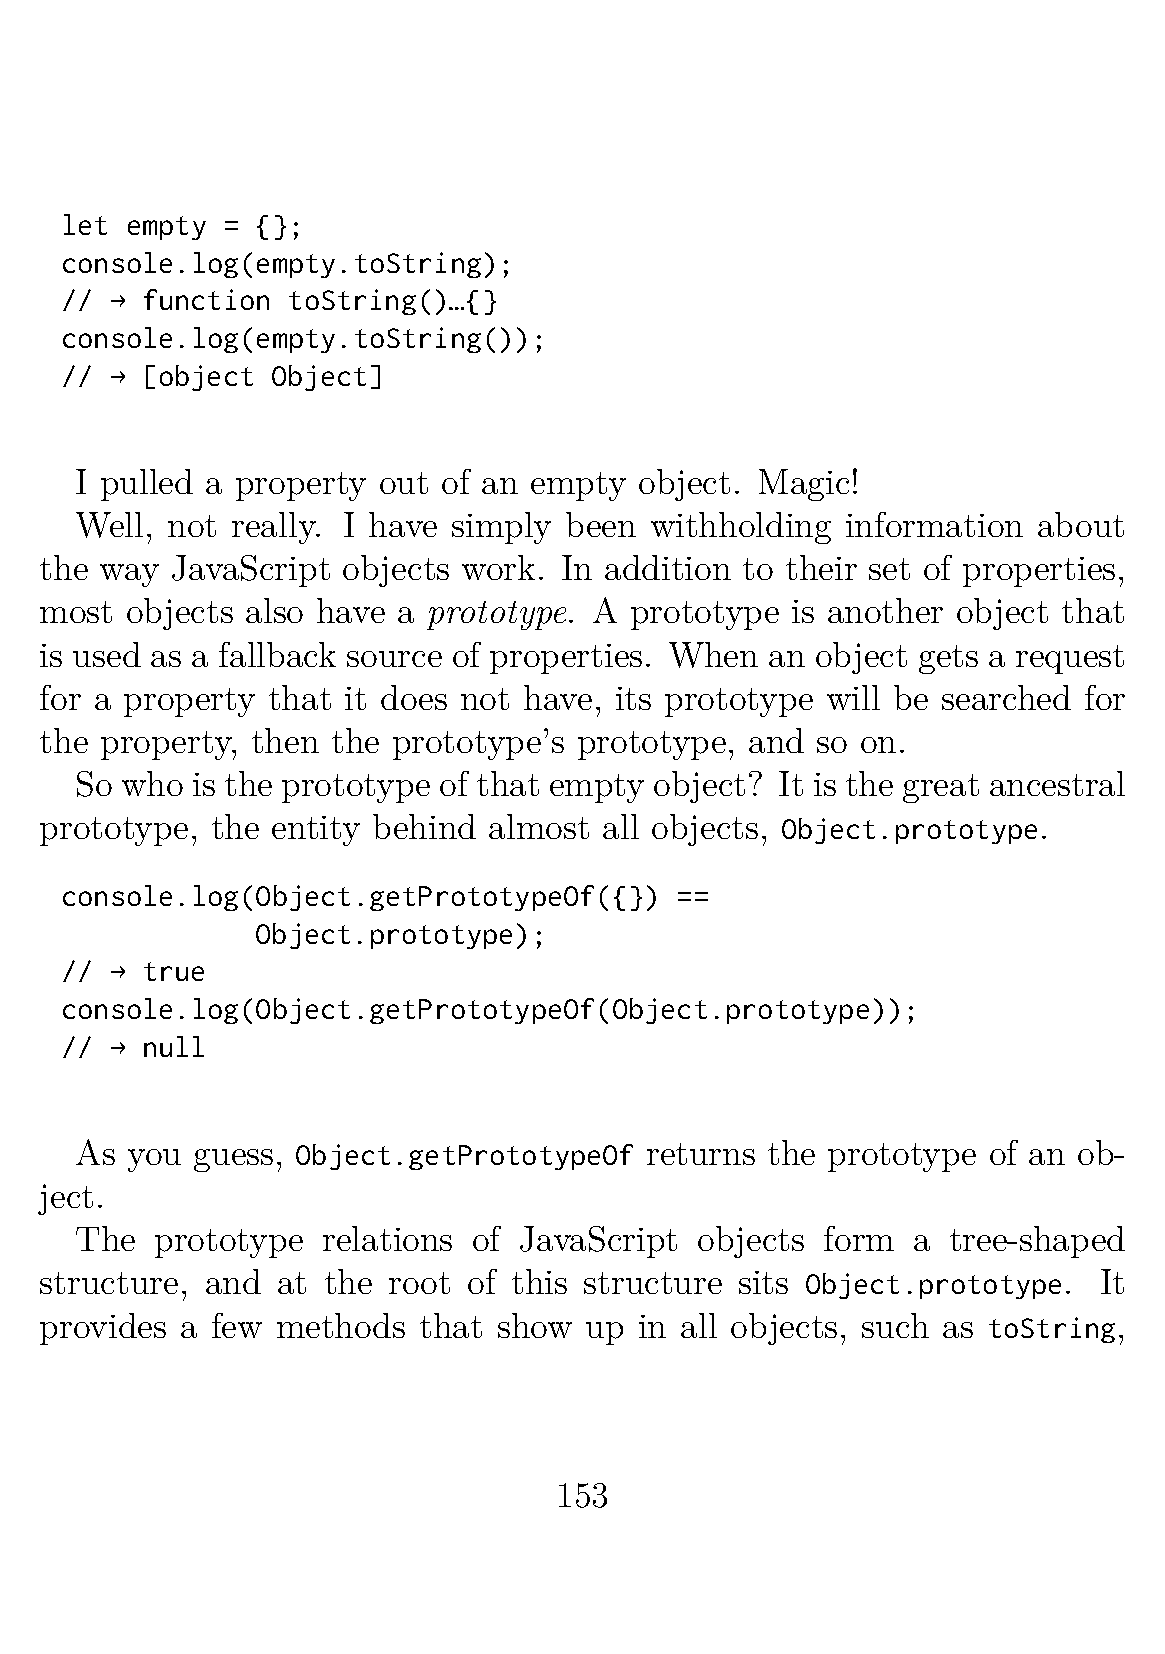 let empty = {};
console.log(empty.toString);
// → function toString()…{}
console.log(empty.toString());
// → [object Object]
I pulled a property out of an empty object. Magic!
Well, not really. I have simply been withholding information about
the way JavaScript objects work. In addition to their set of properties,
most objects also have a prototype. A prototype is another object that
is used as a fallback source of properties. When an object gets a request
for a property that it does not have, its prototype will be searched for
the property, then the prototype’s prototype, and so on.
So who is the prototype of that empty object? It is the great ancestral
prototype, the entity behind almost all objects, Object.prototype.
console.log(Object.getPrototypeOf({}) ==
            Object.prototype);
// → true
console.log(Object.getPrototypeOf(Object.prototype));
// → null
As you guess, Object.getPrototypeOf returns the prototype of an ob-
ject.
The prototype relations of JavaScript objects form a tree-shaped
structure, and at the root of this structure sits Object.prototype. It
provides a few methods that show up in all objects, such as toString,
153